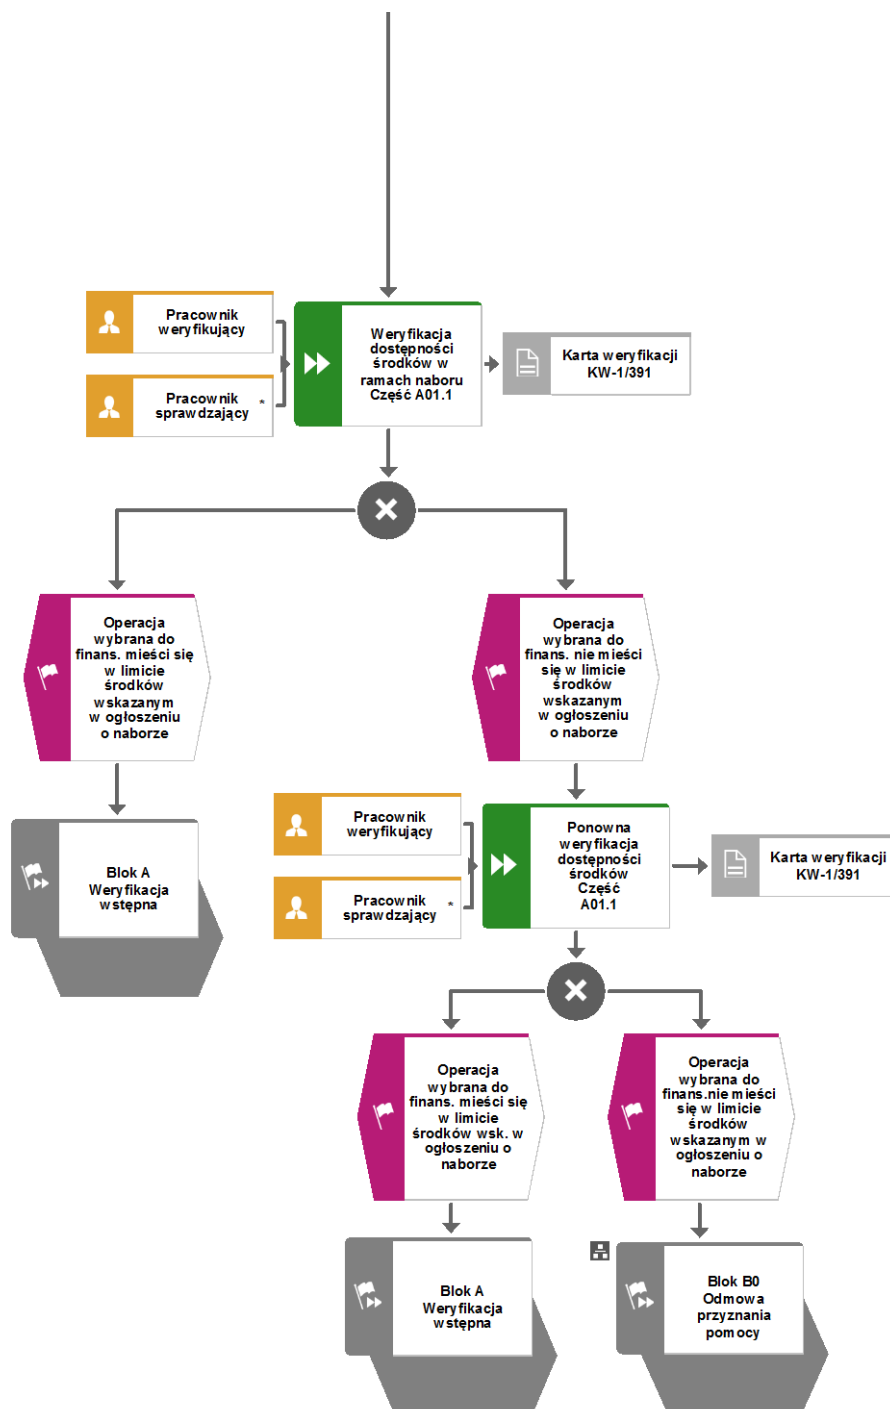 Pracownik
weryfikujący
Pracownik
sprawdzający *
Weryfikacja
dostępności
środków w
ramach naboru
Część A01.1
Karta weryfikacji
KW-1/391
Operacja
wybrana do
finans. mieści się
w limicie
środków
wskazanym
w ogłoszeniu
o naborze
Operacja
wybrana do
finans. nie mieści
się w limicie
środków
wskazanym
w ogłoszeniu
o naborze
Blok A
Weryfikacja
wstępna
Pracownik
weryfikujący
Pracownik
sprawdzający *
Ponowna
weryfikacja
dostępności
środków
Część
A01.1
Karta weryfikacji
KW-1/391
Operacja
wybrana do
finans. mieści się
w limicie
środków wsk. w
ogłoszeniu o
naborze
Operacja
wybrana do
finans.nie mieści
się w limicie
środków
wskazanym w
ogłoszeniu o
naborze
Blok A
Weryfikacja
wstępna
Blok B0
Odmowa
przyznania
pomocy